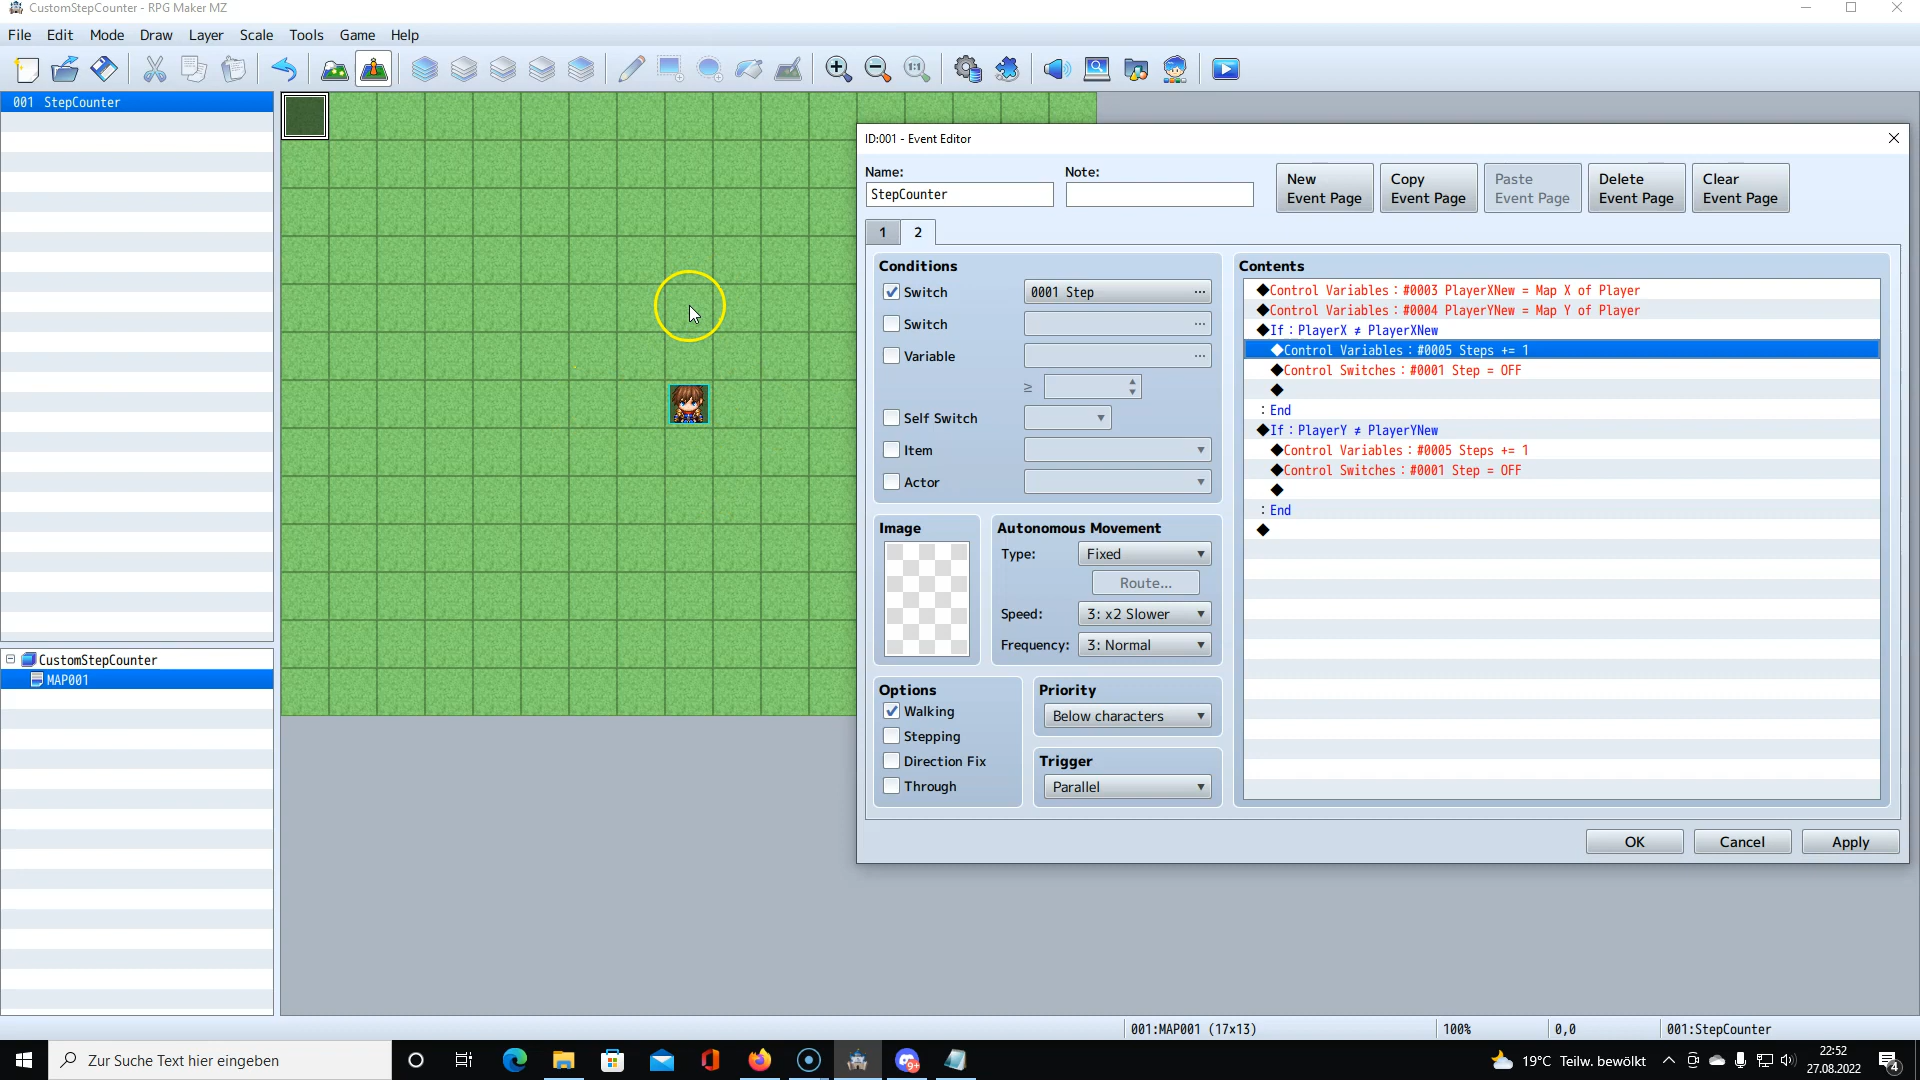 CustomStepCounter - RPG Maker MZ
File Edit Mode Draw Layer Scale Tools Game Help
1:1
001 StepCounter
ID:001 - Event Editor
Name:
StepCounter
Note:
New
Event Page
Copy
Event Page
Paste
Event Page
Delete
Event Page
Clear
Event Page
1 2
Conditions
Switch 0001 Step ...
Switch ...
Variable ...
≥
Self Switch
Item
Actor
Image
Autonomous Movement
Type: Fixed
Route...
Speed: 3: x2 Slower
Frequency: 3: Normal
Options
Walking
Stepping
Direction Fix
Through
Priority
Below characters
Trigger
Parallel
Contents
◆Control Variables : #0003 PlayerXNew = Map X of Player
◆Control Variables : #0004 PlayerYNew = Map Y of Player
◆If : PlayerX ≠ PlayerXNew
◆Control Variables : #0005 Steps += 1
◆Control Switches : #0001 Step = OFF
◆
: End
◆If : PlayerY ≠ PlayerYNew
◆Control Variables : #0005 Steps += 1
◆Control Switches : #0001 Step = OFF
◆
: End
◆
OK Cancel Apply
CustomStepCounter
MAP001
001:MAP001 (17x13) 100% 0,0 001:StepCounter
Zur Suche Text hier eingeben
9+
19°C Teilw. bewölkt
22:52
27.08.2022
4